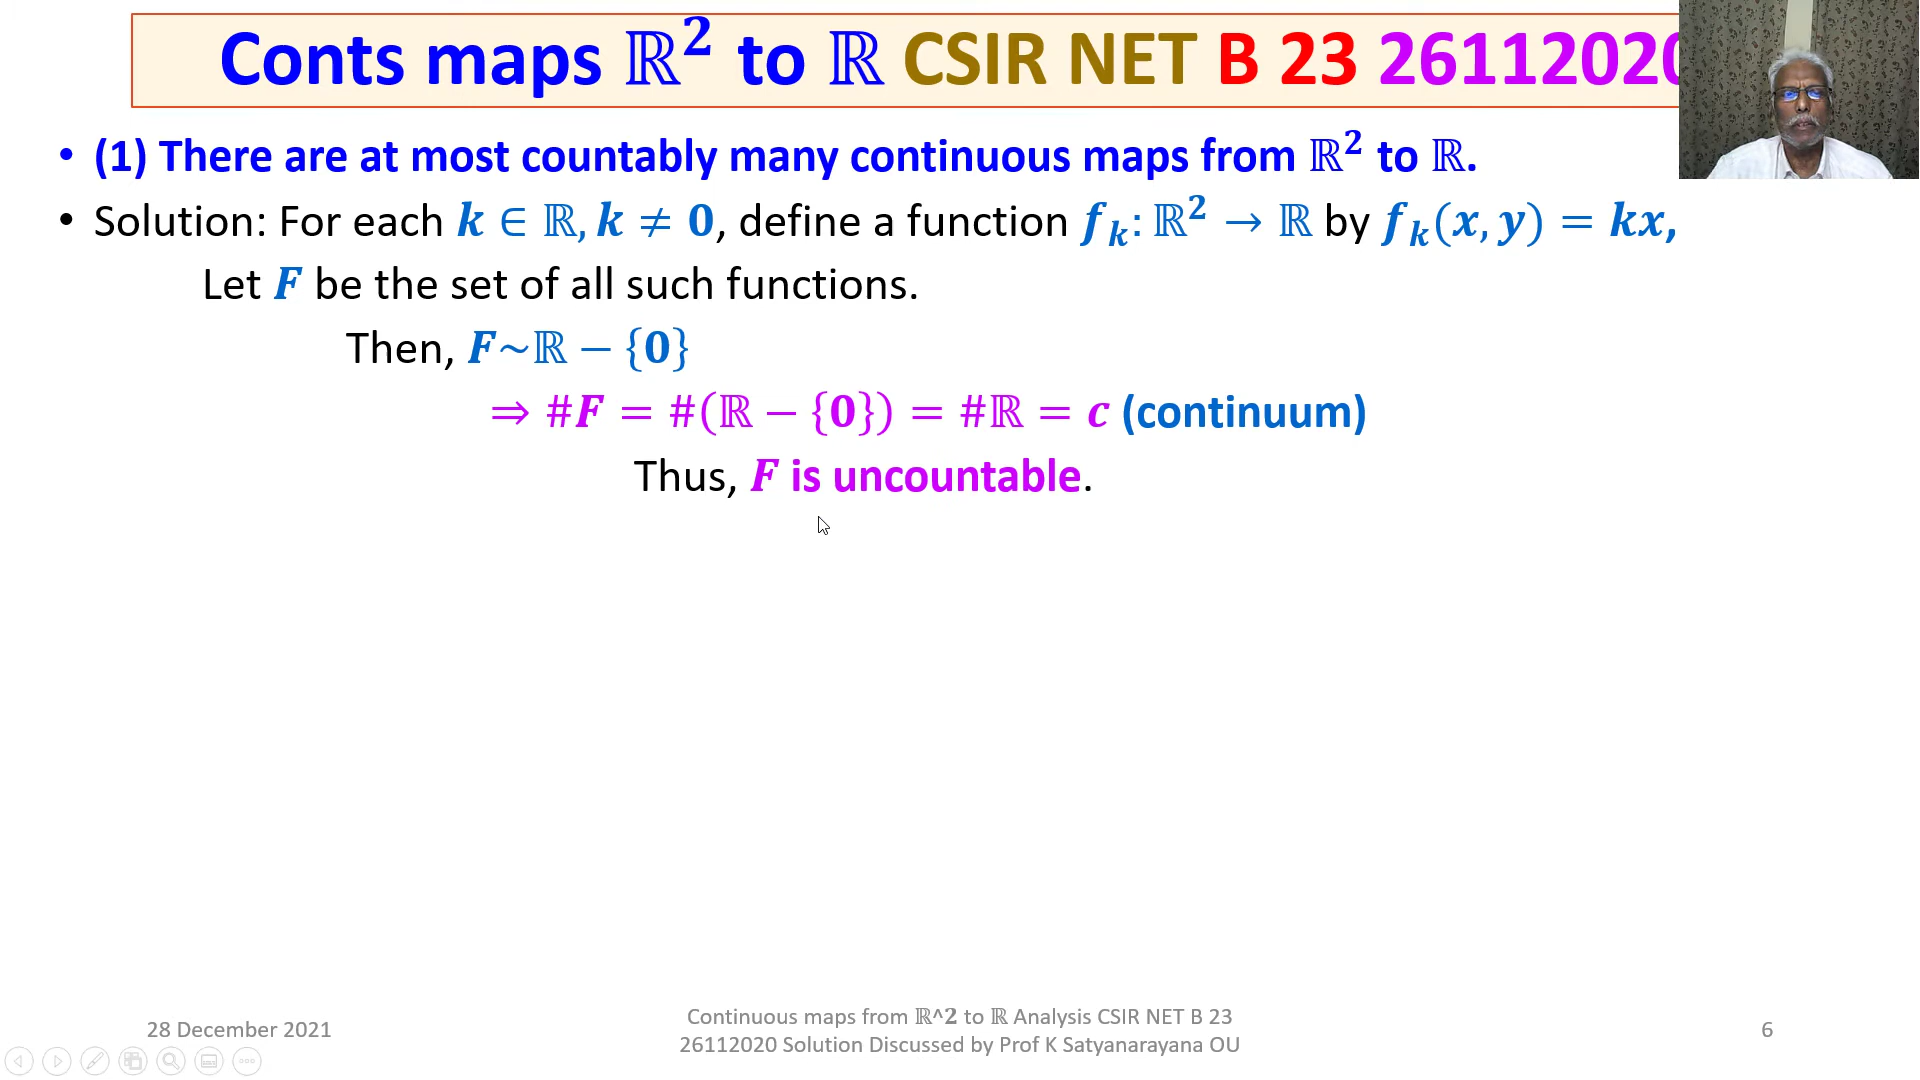 Conts maps ℝ² to ℝ CSIR NET B 23 26112020
• (1) There are at most countably many continuous maps from ℝ² to ℝ.
• Solution: For each k ∈ ℝ, k ≠ 0, define a function f_k: ℝ² → ℝ by f_k(x, y) = kx,
Let F be the set of all such functions.
Then, F~ℝ − {0}
⇒ #F = #(ℝ − {0}) = #ℝ = c (continuum)
Thus, F is uncountable.
28 December 2021
Continuous maps from ℝ^2 to ℝ Analysis CSIR NET B 23
26112020 Solution Discussed by Prof K Satyanarayana OU
6